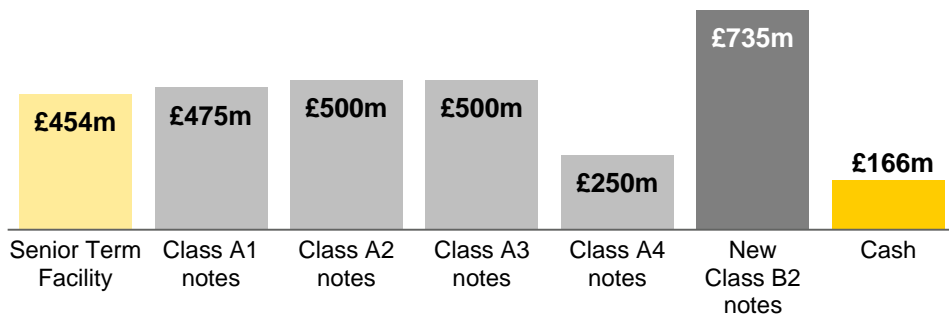 £735m
£454m
£475m
£500m
£500m
£250m
£166m
Senior Term
Facility
Class A1
notes
Class A2
notes
Class A3
notes
Class A4
notes
New
Class B2
notes
Cash